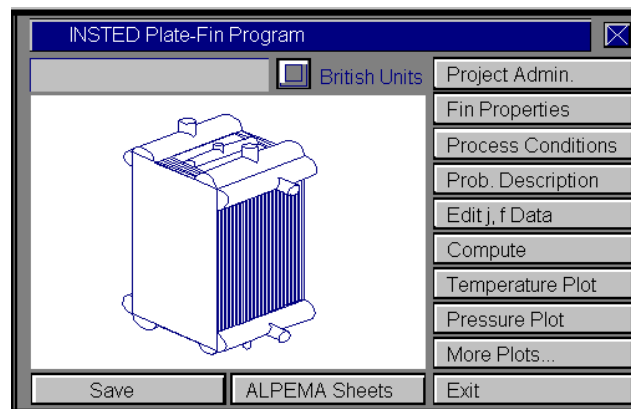 INSTED Plate-Fin Program
British Units
Project Admin.
Fin Properties
Process Conditions
Prob. Description
Edit j, f Data
Compute
Temperature Plot
Pressure Plot
More Plots...
Save
ALPEMA Sheets
Exit